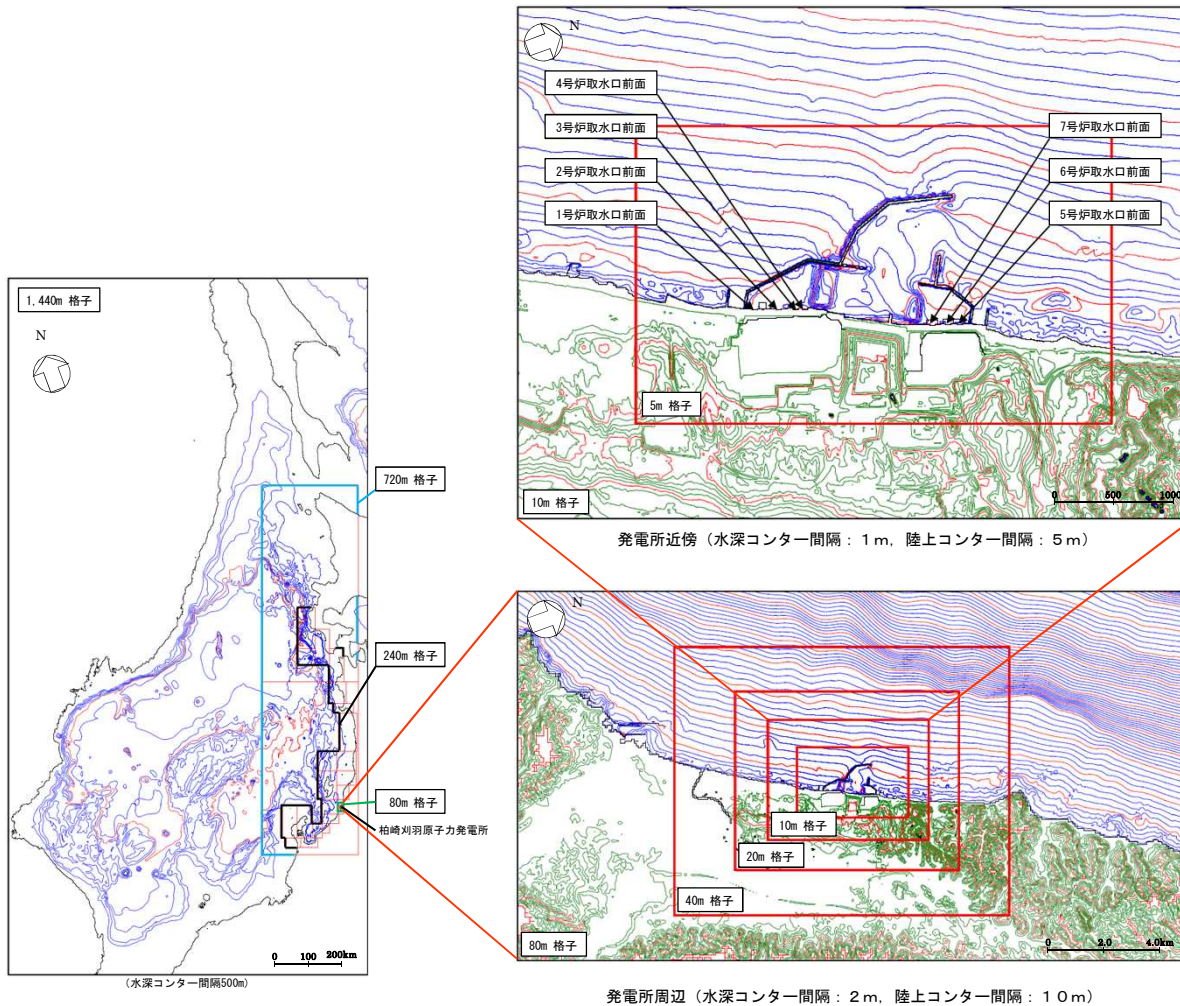 1,440m 格子
N
720m 格子
240m 格子
80m 格子
柏崎刈羽原子力発電所
0 100 200km
(水深コンター間隔500m)
N
4号炉取水口前面
3号炉取水口前面
2号炉取水口前面
1号炉取水口前面
7号炉取水口前面
6号炉取水口前面
5号炉取水口前面
5m 格子
10m 格子
0 500 1000
発電所近傍（水深コンター間隔：１ｍ，陸上コンター間隔：５ｍ）
N
10m 格子
20m 格子
40m 格子
80m 格子
0 2.0 4.0km
発電所周辺（水深コンター間隔：２ｍ，陸上コンター間隔：１０ｍ）